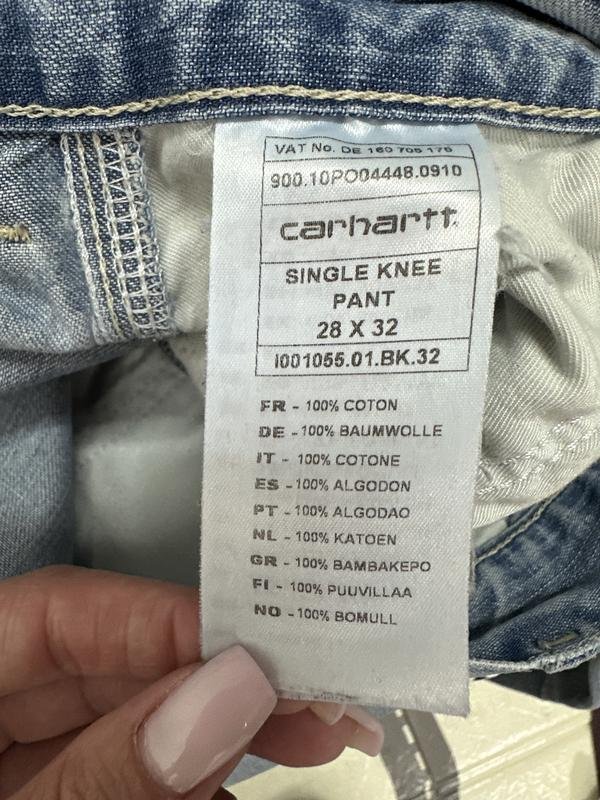 VAT No. DE 160 705 175
900.10PO04448.0910
carhartt
SINGLE KNEE
PANT
28 X 32
I001055.01.BK.32
FR - 100% COTON
DE -100% BAUMWOLLE
IT - 100% COTONE
ES -100% ALGODON
PT -100% ALGODAO
NL -100% KATOEN
GR -100% BAMBAKEPO
FI - 100% PUUVILLAA
NO -100% BOMULL